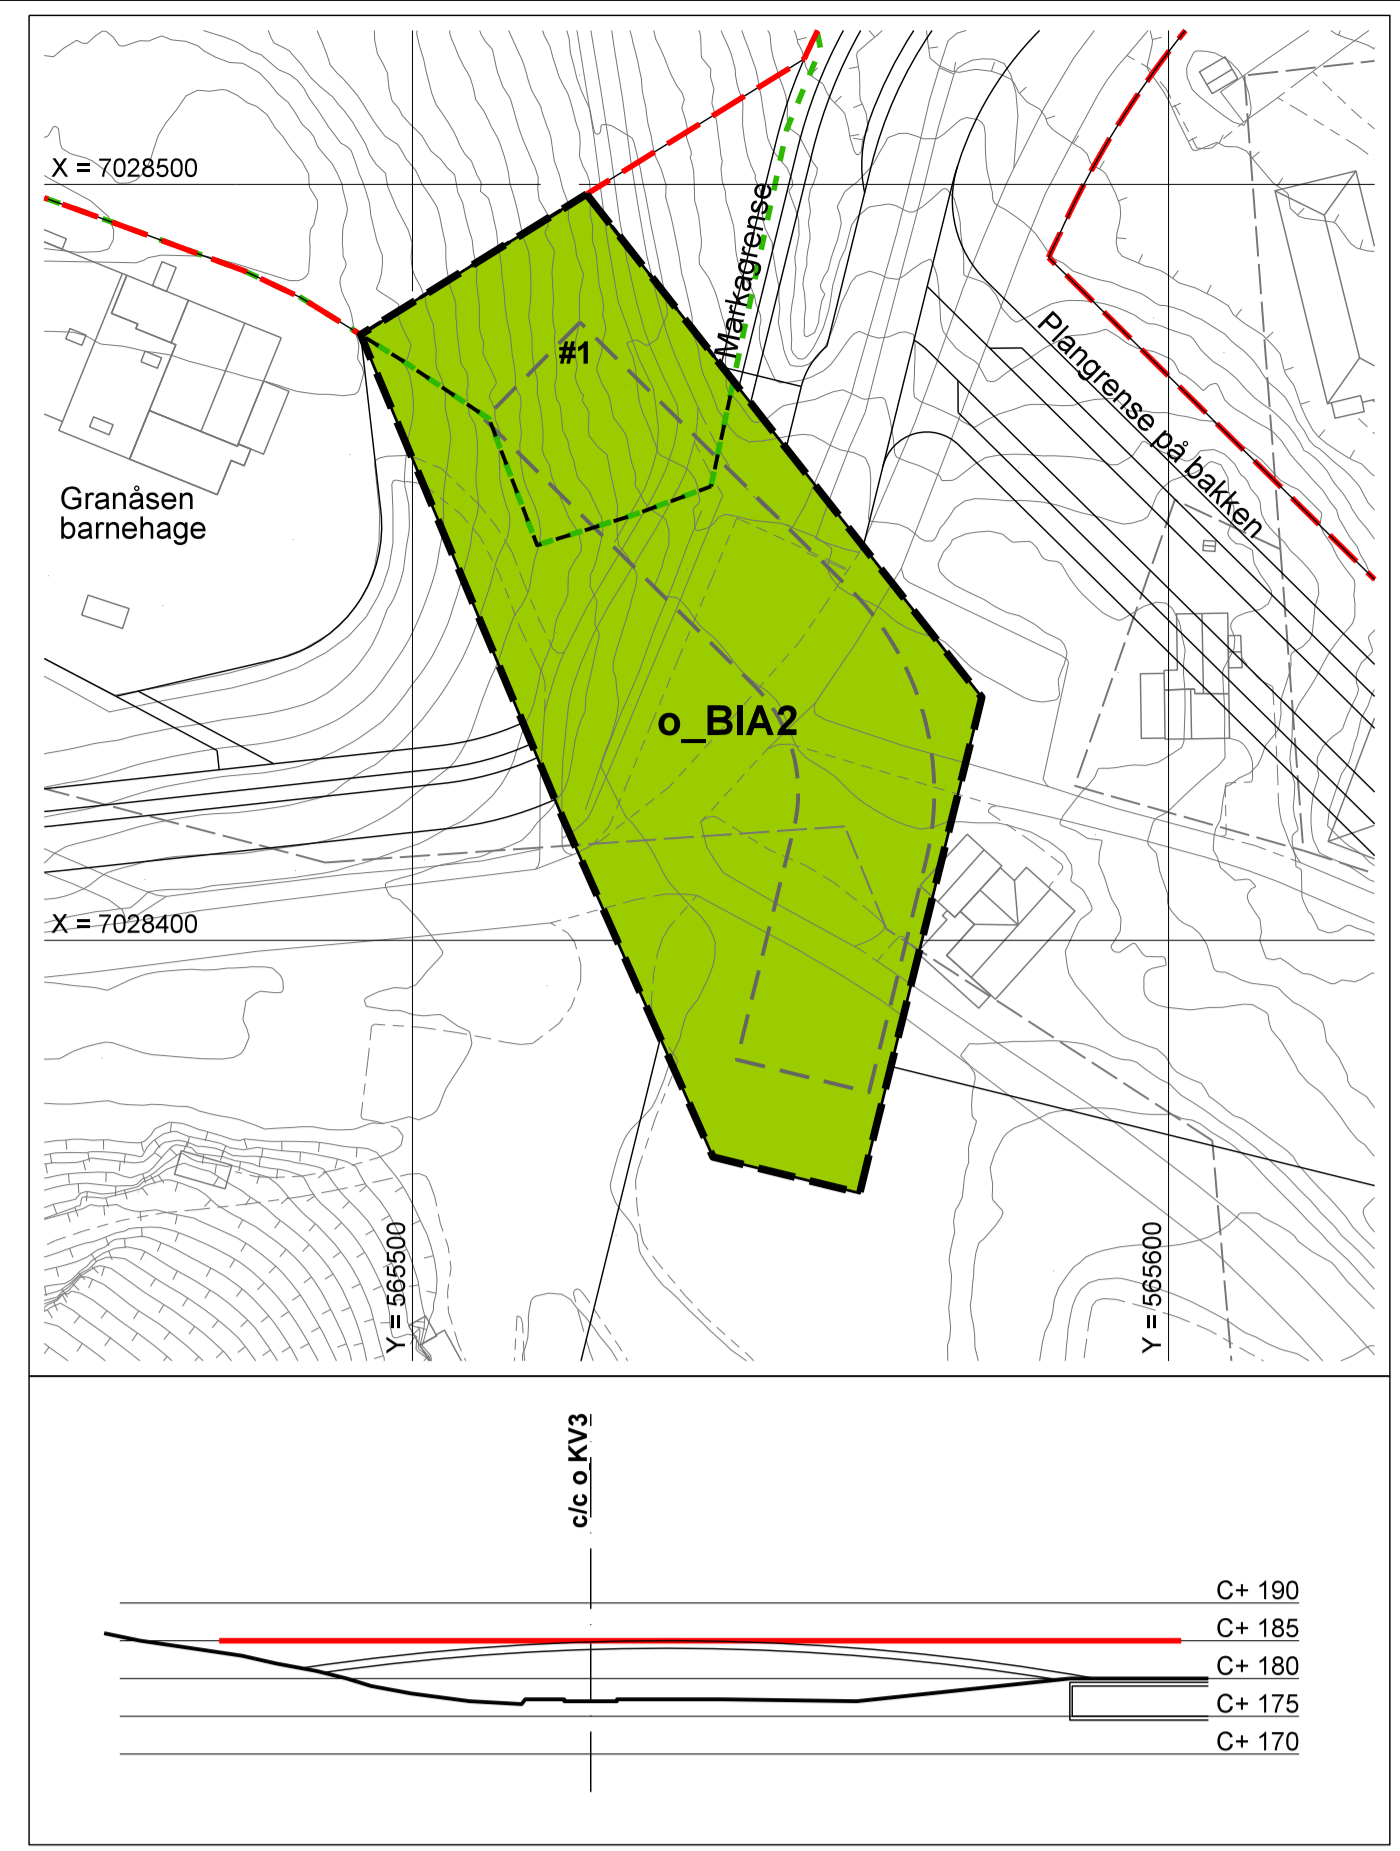 X = 7028500
Markagrense
#1
Plangrense på bakken
Granåsen
barnehage
o_BIA2
X = 7028400
Y = 565500
Y = 565600
c/c o_KV3
C+ 190
C+ 185
C+ 180
C+ 175
C+ 170